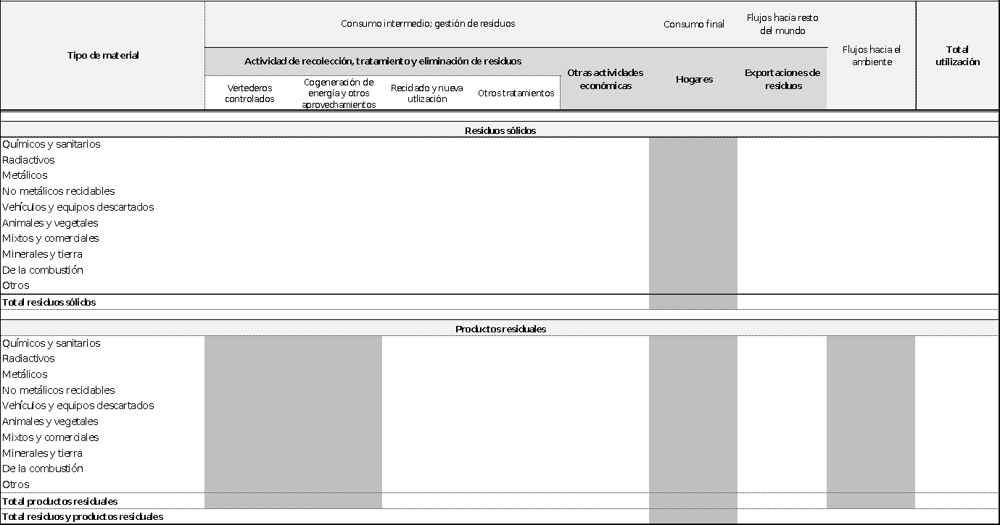 Consumo intermedio; gestión de residuos
Consumo final
Flujos hacia resto
del mundo
Tipo de material
Flujos hacia el
ambiente
Total
utilización
Actividad de recolección, tratamiento y eliminación de residuos
Otras actividades
económicas
Hogares
Exportaciones de
residuos
Vertederos
controlados
Cogeneración de
energía y otros
aprovechamientos
Reciclado y nueva
utlización
Otros tratamientos
Residuos sólidos
Químicos y sanitarios
Radiactivos
Metálicos
No metálicos reciclables
Vehículos y equipos descartados
Animales y vegetales
Mixtos y comerciales
Minerales y tierra
De la combustión
Otros
Total residuos sólidos
Productos residuales
Químicos y sanitarios
Radiactivos
Metálicos
No metálicos reciclables
Vehículos y equipos descartados
Animales y vegetales
Mixtos y comerciales
Minerales y tierra
De la combustión
Otros
Total productos residuales
Total residuos y productos residuales